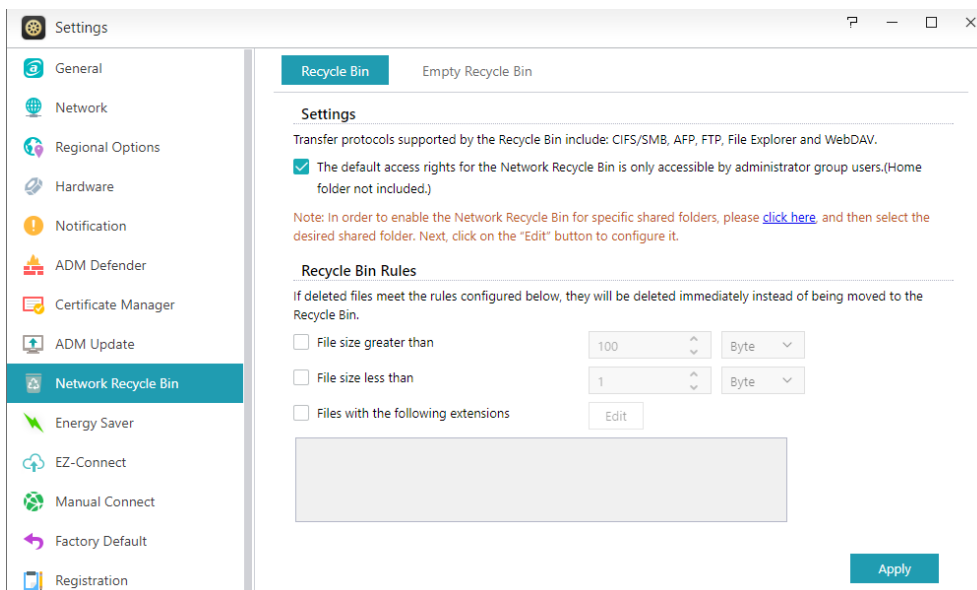 Settings
General
Network
Regional Options
Hardware
Notification
ADM Defender
Certificate Manager
ADM Update
Network Recycle Bin
Energy Saver
EZ-Connect
Manual Connect
Factory Default
Registration
Recycle Bin
Empty Recycle Bin
Settings
Transfer protocols supported by the Recycle Bin include: CIFS/SMB, AFP, FTP, File Explorer and WebDAV.
The default access rights for the Network Recycle Bin is only accessible by administrator group users.(Home
folder not included.)
Note: In order to enable the Network Recycle Bin for specific shared folders, please click here, and then select the
desired shared folder. Next, click on the “Edit” button to configure it.
Recycle Bin Rules
If deleted files meet the rules configured below, they will be deleted immediately instead of being moved to the
Recycle Bin.
File size greater than 100 Byte
File size less than 1 Byte
Files with the following extensions Edit
Apply